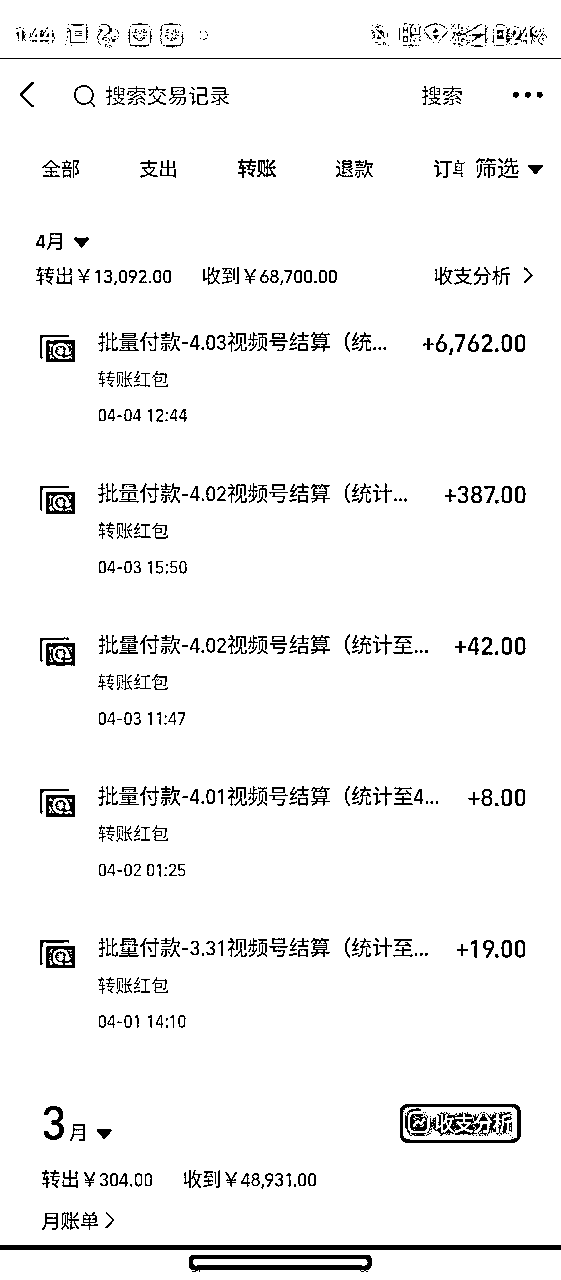 1:44 24%
搜索交易记录 搜索
全部 支出 转账 退款 订单 筛选
4月
转出￥13,092.00 收到￥68,700.00 收支分析
批量付款-4.03视频号结算（统... +6,762.00
转账红包
04-04 12:44
批量付款-4.02视频号结算（统计... +387.00
转账红包
04-03 15:50
批量付款-4.02视频号结算（统计至... +42.00
转账红包
04-03 11:47
批量付款-4.01视频号结算（统计至4... +8.00
转账红包
04-02 01:25
批量付款-3.31视频号结算（统计至... +19.00
转账红包
04-01 14:10
3月 收支分析
转出￥304.00 收到￥48,931.00
月账单